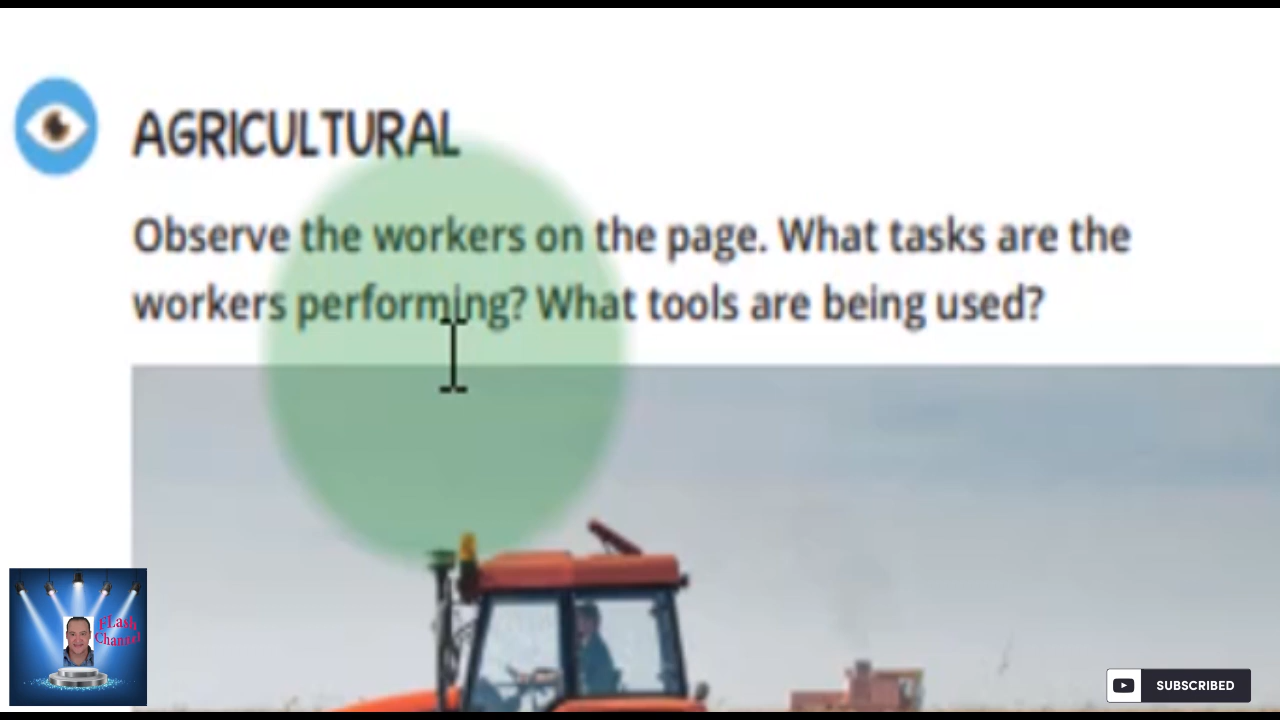 AGRICULTURAL
Observe the workers on the page. What tasks are the
workers performing? What tools are being used?
FLash
Channel
SUBSCRIBED